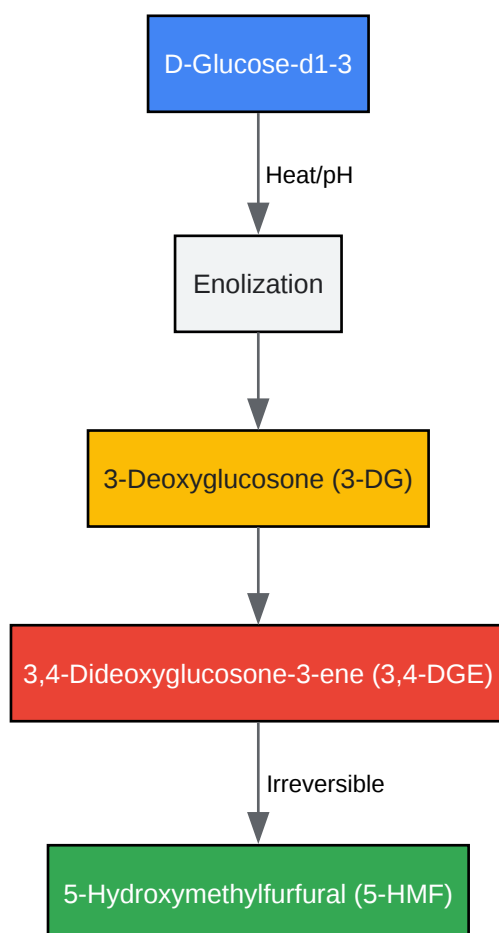 D-Glucose-d1-3
Heat/pH
Enolization
3-Deoxyglucosone (3-DG)
3,4-Dideoxyglucosone-3-ene (3,4-DGE)
Irreversible
5-Hydroxymethylfurfural (5-HMF)